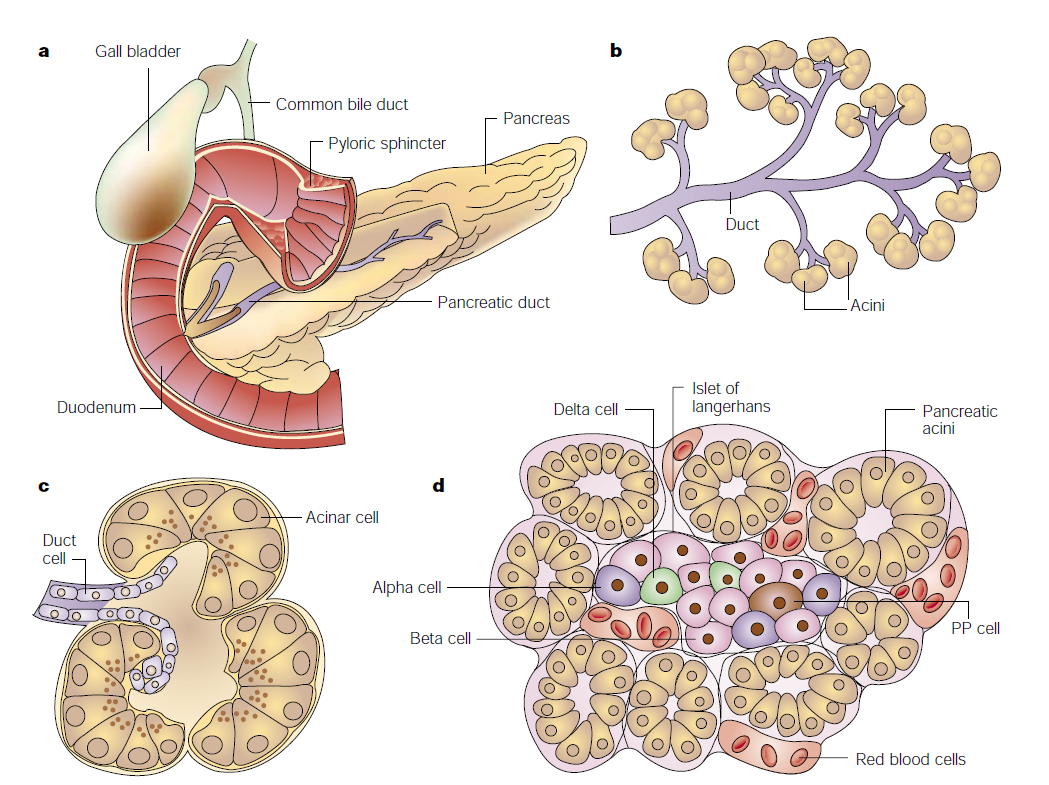 a
Gall bladder
Common bile duct
Pyloric sphincter
Pancreas
Pancreatic duct
Duodenum
b
Duct
Acini
c
Acinar cell
Duct
cell
d
Delta cell
Islet of
langerhans
Pancreatic
acini
Alpha cell
Beta cell
PP cell
Red blood cells